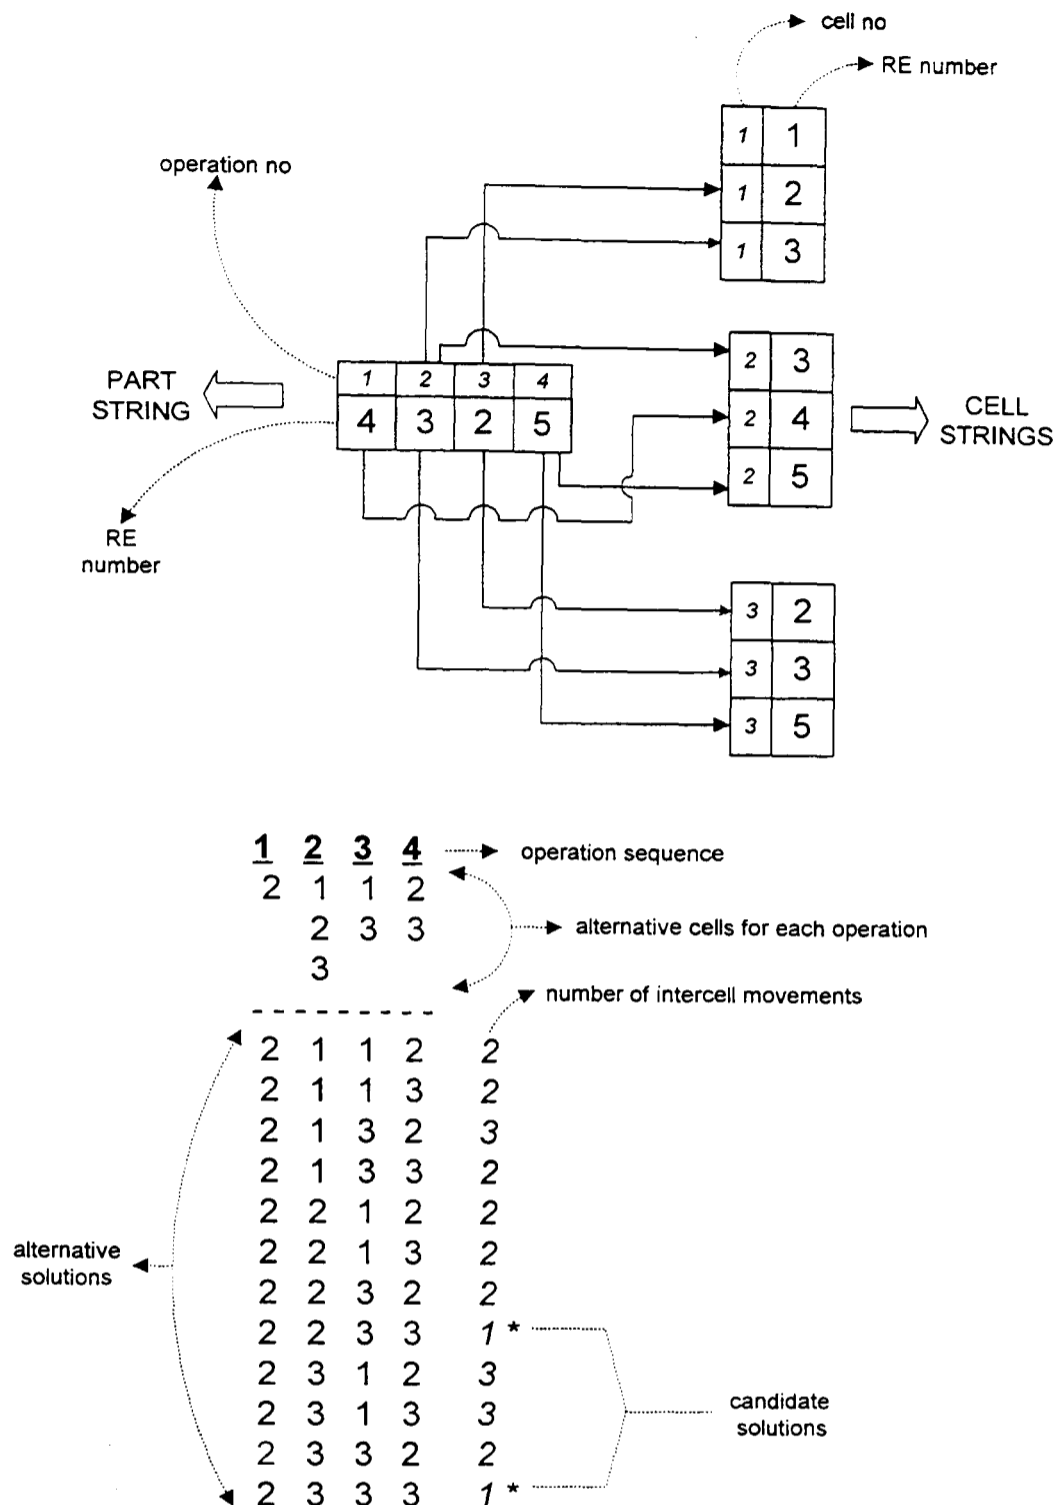 cell no
RE number
1 1
1 2
1 3
operation no
PART
STRING
1 2 3 4
4 3 2 5
RE
number
2 3
2 4
2 5
CELL
STRINGS
3 2
3 3
3 5
1 2 3 4
operation sequence
2 1 1 2
2 3 3
3
alternative cells for each operation
number of intercell movements
2 1 1 2 2
2 1 1 3 2
2 1 3 2 3
2 1 3 3 2
2 2 1 2 2
2 2 1 3 2
2 2 3 2 2
2 2 3 3 1 *
2 3 1 2 3
2 3 1 3 3
2 3 3 2 2
2 3 3 3 1 *
alternative
solutions
candidate
solutions